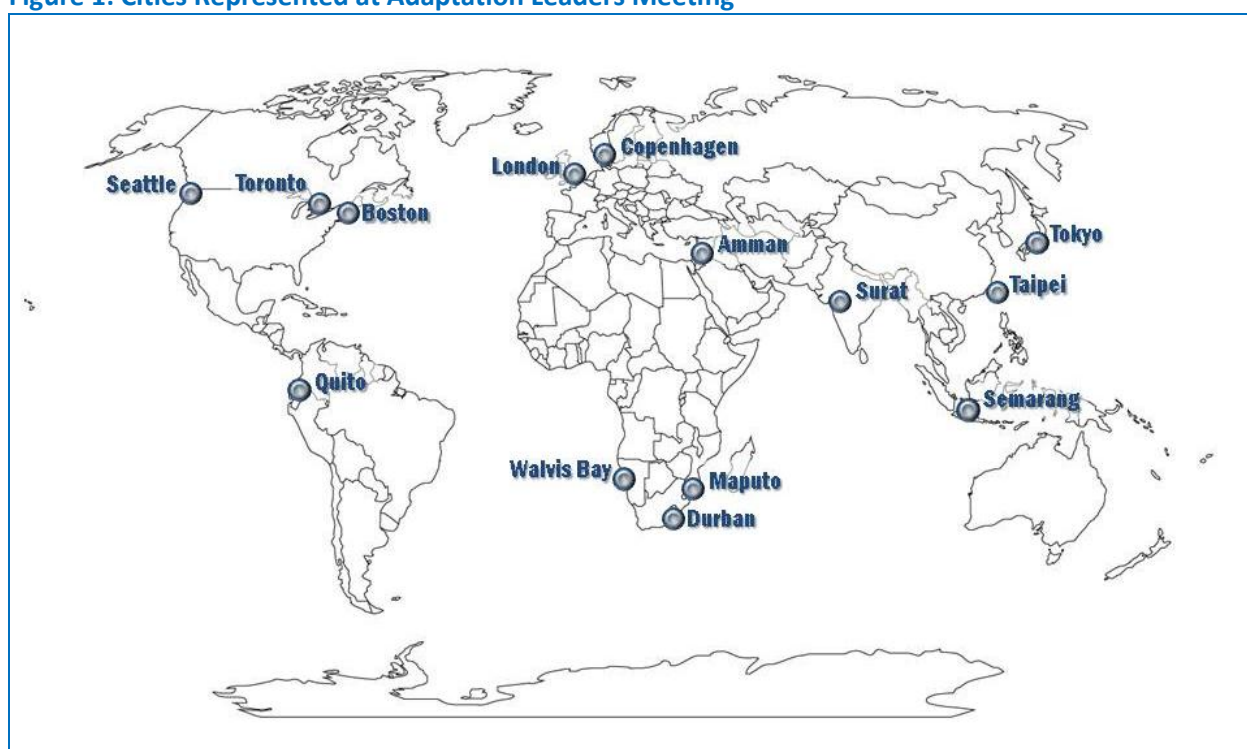 Figure 1: Cities Represented at Adaptation Leaders Meeting
Copenhagen
London
Seattle
Toronto
Boston
Tokyo
Amman
Surat
Taipei
Quito
Semarang
Walvis Bay
Maputo
Durban